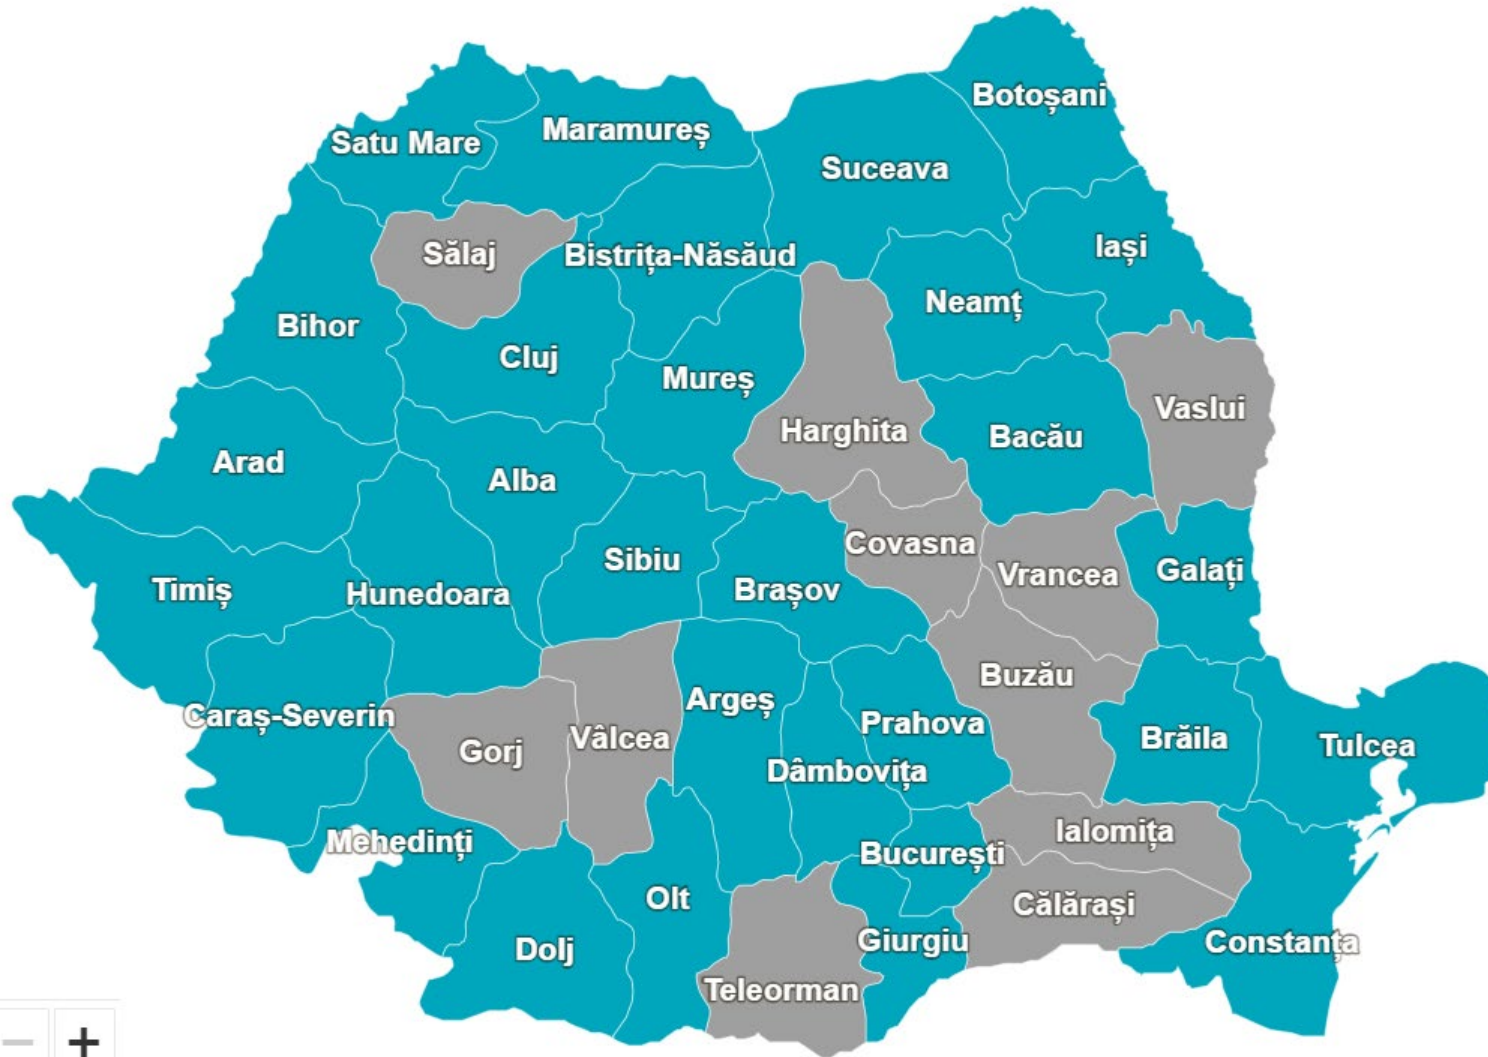 Botoșani
Satu Mare
Maramureș
Suceava
Sălaj
Bistrița-Năsăud
Iași
Neamț
Bihor
Cluj
Mureș
Vaslui
Harghita
Bacău
Arad
Alba
Covasna
Sibiu
Vrancea
Galați
Timiș
Hunedoara
Brașov
Buzău
Argeș
Caraș-Severin
Prahova
Vâlcea
Brăila
Tulcea
Gorj
Dâmbovița
Ialomița
Mehedinți
București
Olt
Călărași
Giurgiu
Constanța
Dolj
Teleorman
− +